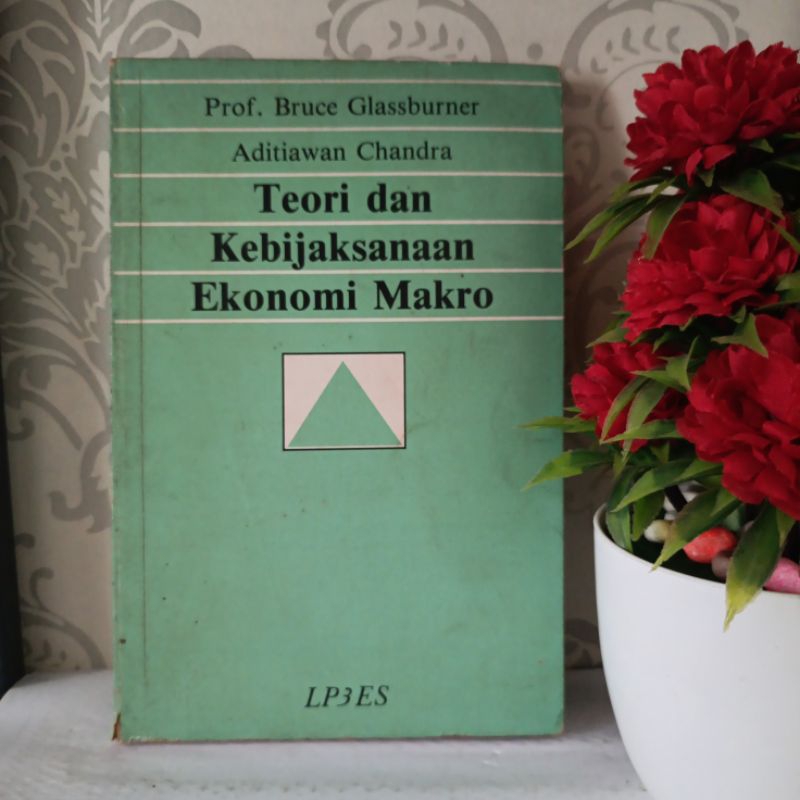 Prof. Bruce Glassburner
Aditiawan Chandra
Teori dan
Kebijaksanaan
Ekonomi Makro
LP3ES